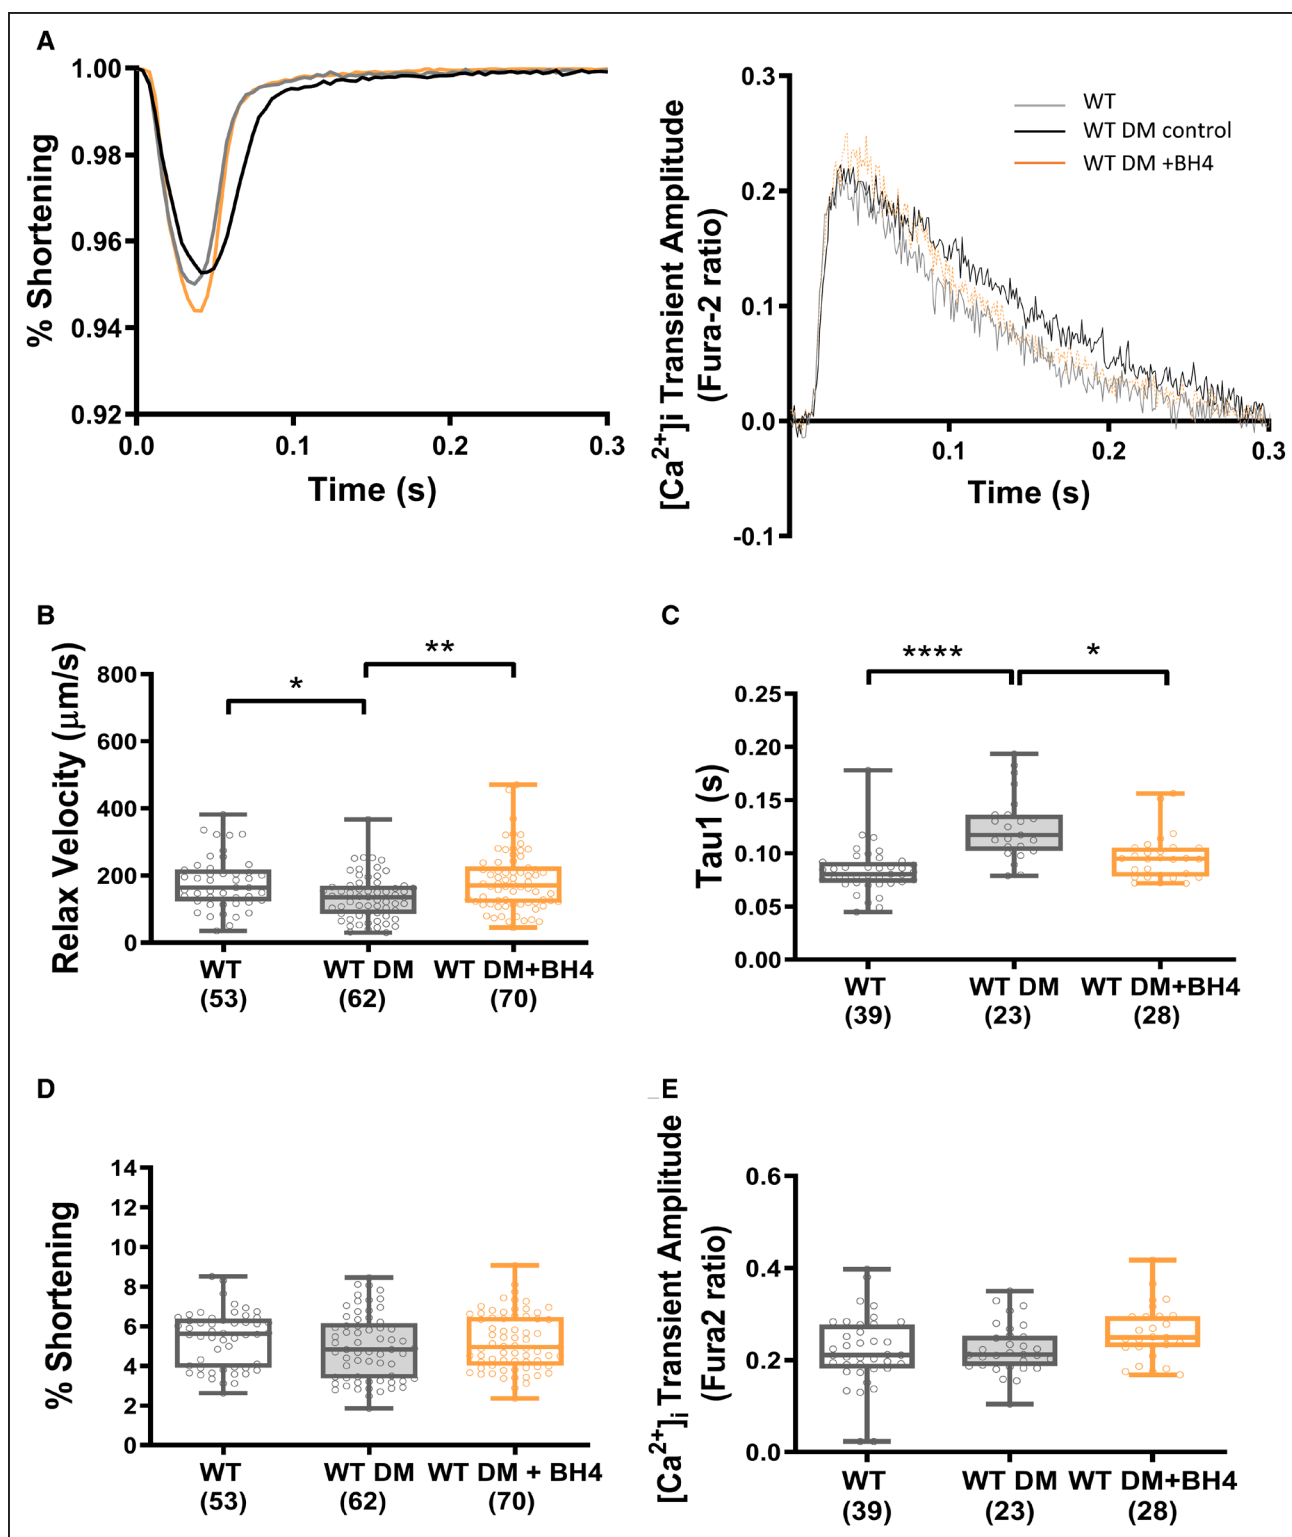 A
1.00
0.98
0.96
0.94
0.92
0.0
0.1
0.2
0.3
% Shortening
Time (s)
0.3
0.2
0.1
0.0
-0.1
0.1
0.2
0.3
[Ca2+]i Transient Amplitude
(Fura-2 ratio)
Time (s)
WT
WT DM control
WT DM +BH4
B
Relax Velocity (μm/s)
800
600
400
200
0
*
**
WT
(53)
WT DM
(62)
WT DM+BH4
(70)
C
Tau1 (s)
0.25
0.20
0.15
0.10
0.05
0.00
****
*
WT
(39)
WT DM
(23)
WT DM+BH4
(28)
D
% Shortening
14
12
10
8
6
4
2
0
WT
(53)
WT DM
(62)
WT DM + BH4
(70)
E
[Ca2+]i Transient Amplitude
(Fura2 ratio)
0.6
0.4
0.2
0.0
WT
(39)
WT DM
(23)
WT DM+BH4
(28)